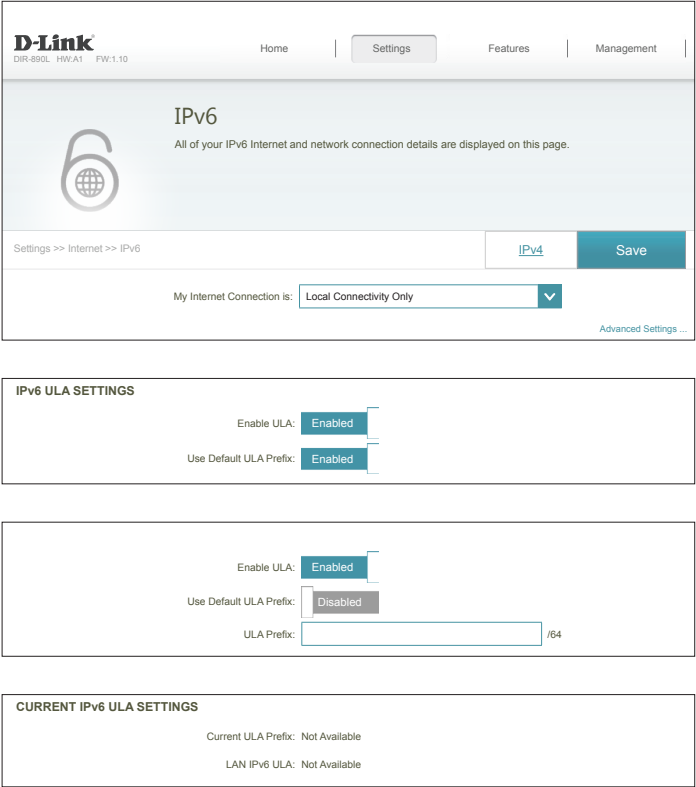 D-Link
DIR-890L HW:A1 FW:1.10
Home Settings Features Management
IPv6
All of your IPv6 Internet and network connection details are displayed on this page.
Settings >> Internet >> IPv6
IPv4
Save
My Internet Connection is: Local Connectivity Only
Advanced Settings ...
IPv6 ULA SETTINGS
Enable ULA: Enabled
Use Default ULA Prefix: Enabled
Enable ULA: Enabled
Use Default ULA Prefix: Disabled
ULA Prefix: /64
CURRENT IPv6 ULA SETTINGS
Current ULA Prefix: Not Available
LAN IPv6 ULA: Not Available